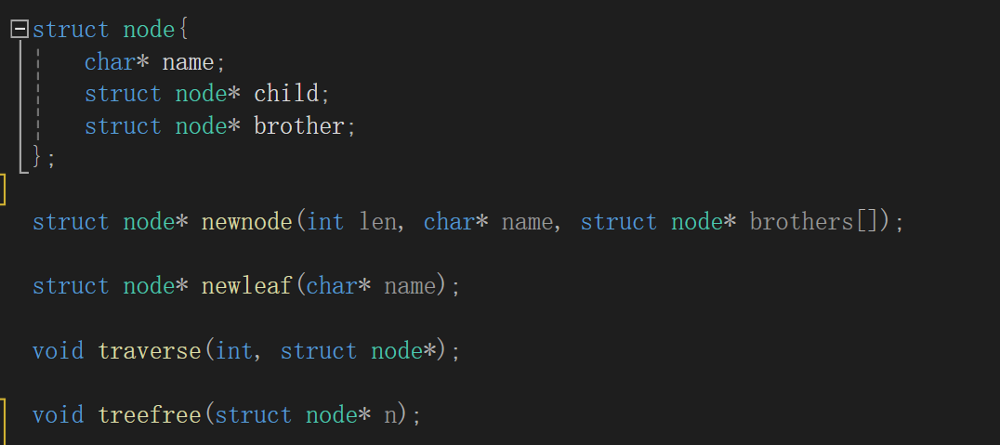 struct node{
char* name;
struct node* child;
struct node* brother;
};
struct node* newnode(int len, char* name, struct node* brothers[]);
struct node* newleaf(char* name);
void traverse(int, struct node*);
void treefree(struct node* n);